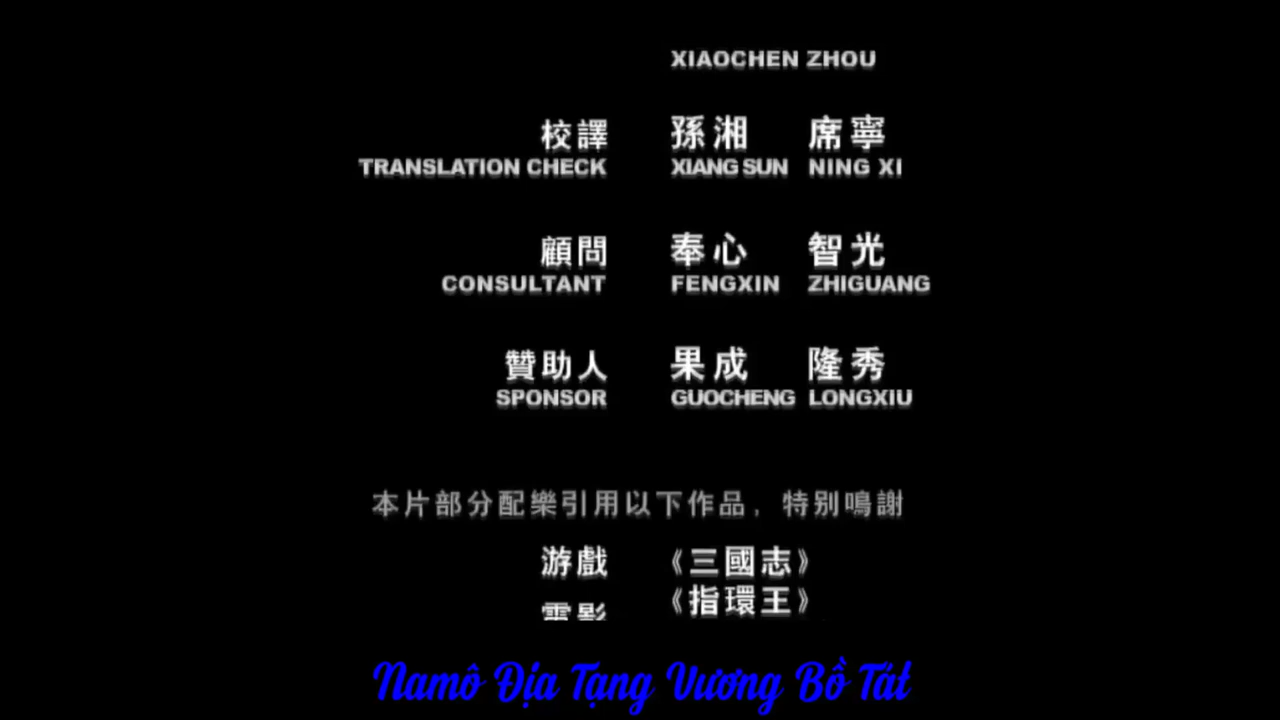 XIAOCHEN ZHOU
校譯 孫湘 席寧
TRANSLATION CHECK XIANG SUN NING XI
顧問 奉心 智光
CONSULTANT FENGXIN ZHIGUANG
贊助人 果成 隆秀
SPONSOR GUOCHENG LONGXIU
本片部分配樂引用以下作品，特别鳴謝
游戲 《三國志》
電影 《指環王》
Namô Địa Tạng Vương Bồ Tát